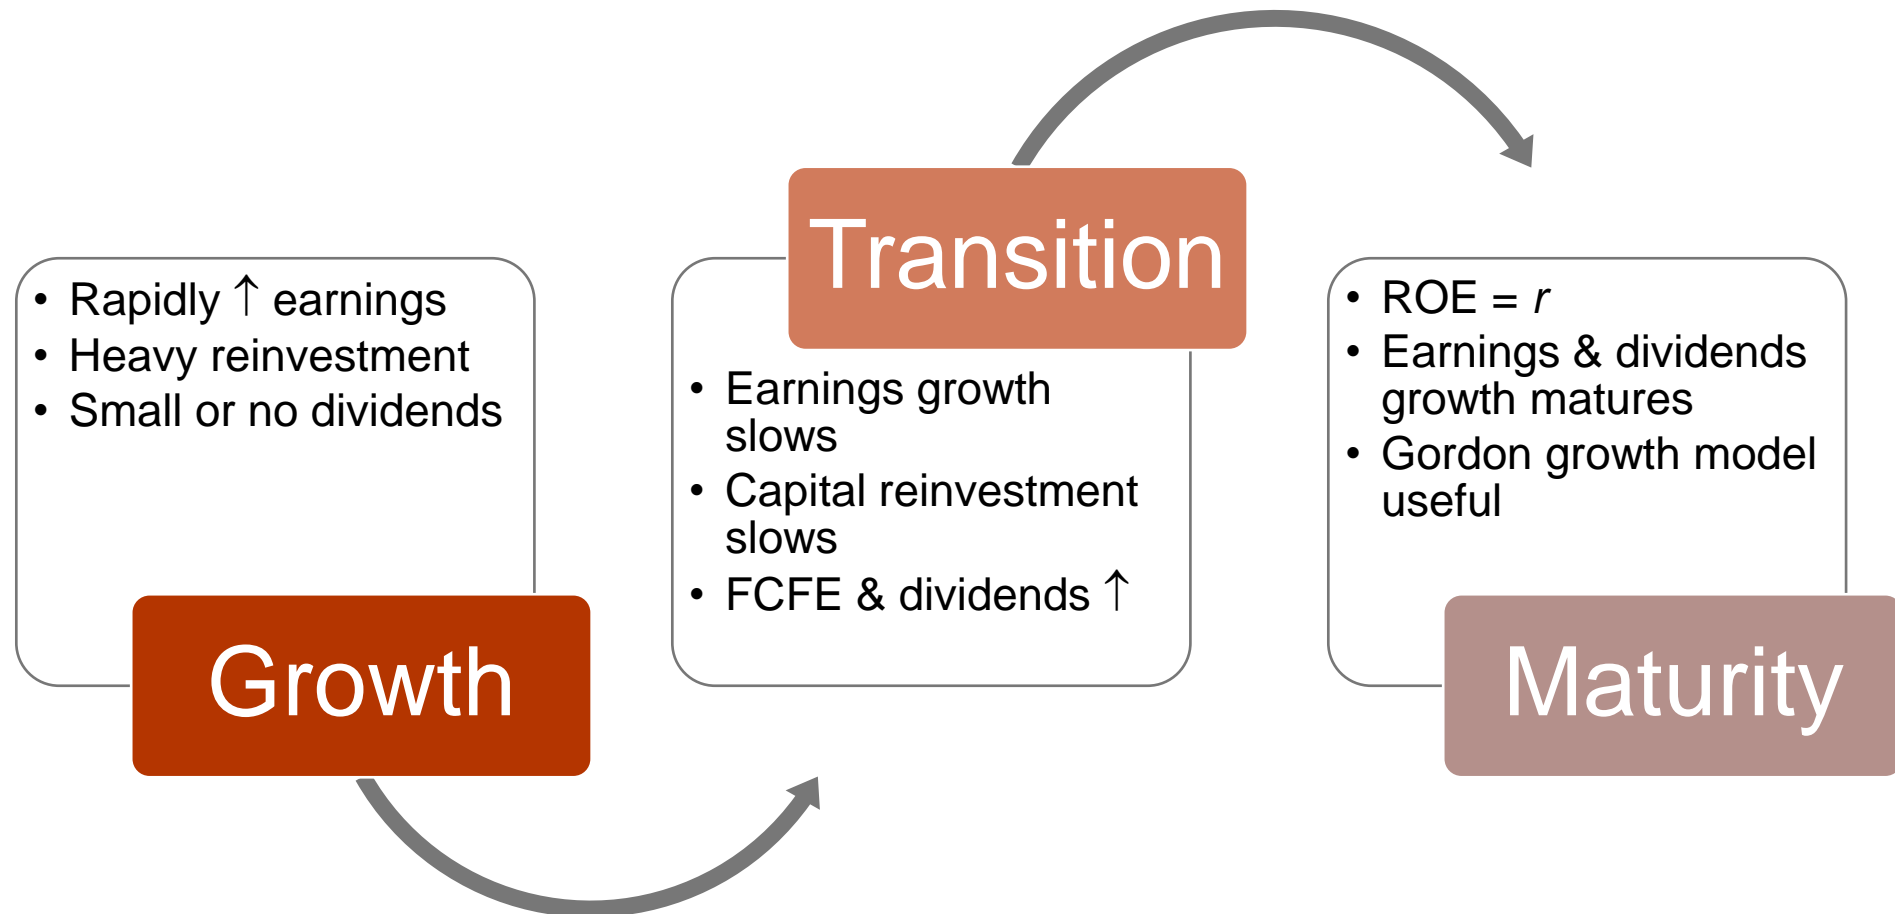 • Rapidly ↑ earnings
• Heavy reinvestment
• Small or no dividends
Growth
Transition
• Earnings growth
slows
• Capital reinvestment
slows
• FCFE & dividends ↑
• ROE = r
• Earnings & dividends
growth matures
• Gordon growth model
useful
Maturity